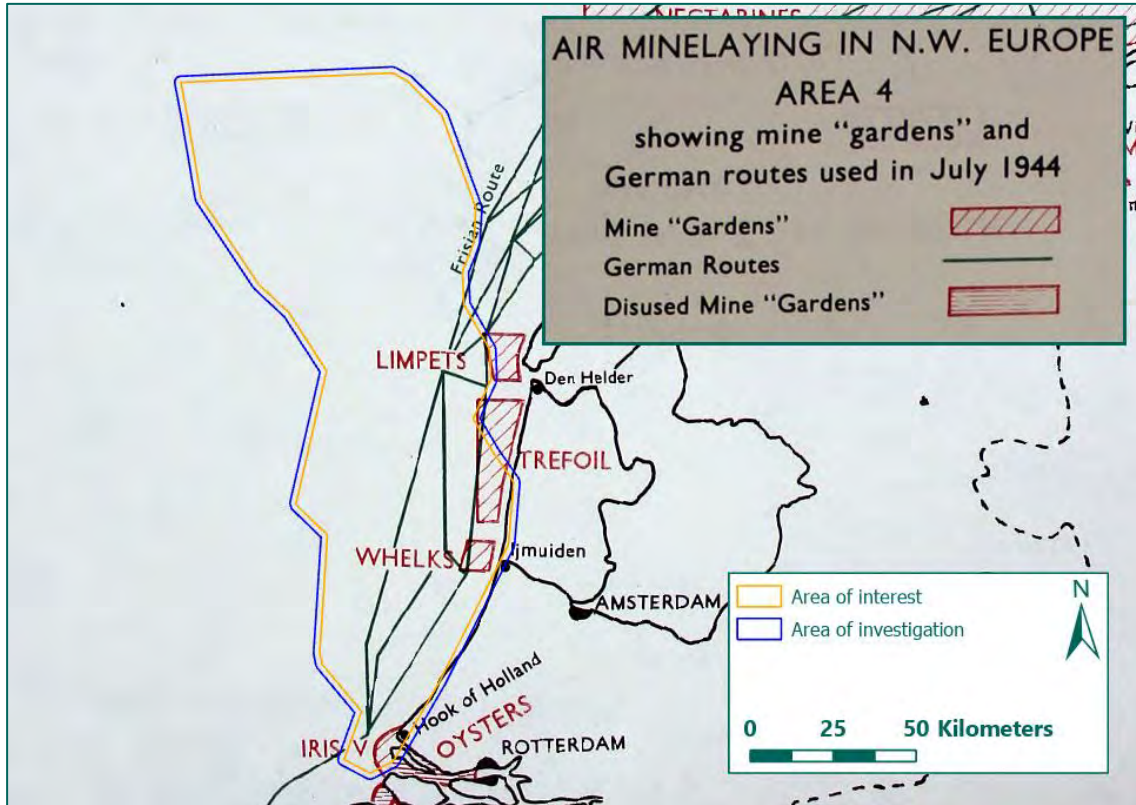 NECTARINES
AIR MINELAYING IN N.W. EUROPE
AREA 4
showing mine "gardens" and
German routes used in July 1944
Mine "Gardens"
German Routes
Disused Mine "Gardens"
Frisian Route
LIMPETS
Den Helder
TREFOIL
WHELKS
Ijmuiden
AMSTERDAM
Hook of Holland
OYSTERS
IRIS V
ROTTERDAM
Area of interest
Area of investigation
N
0 25 50 Kilometers